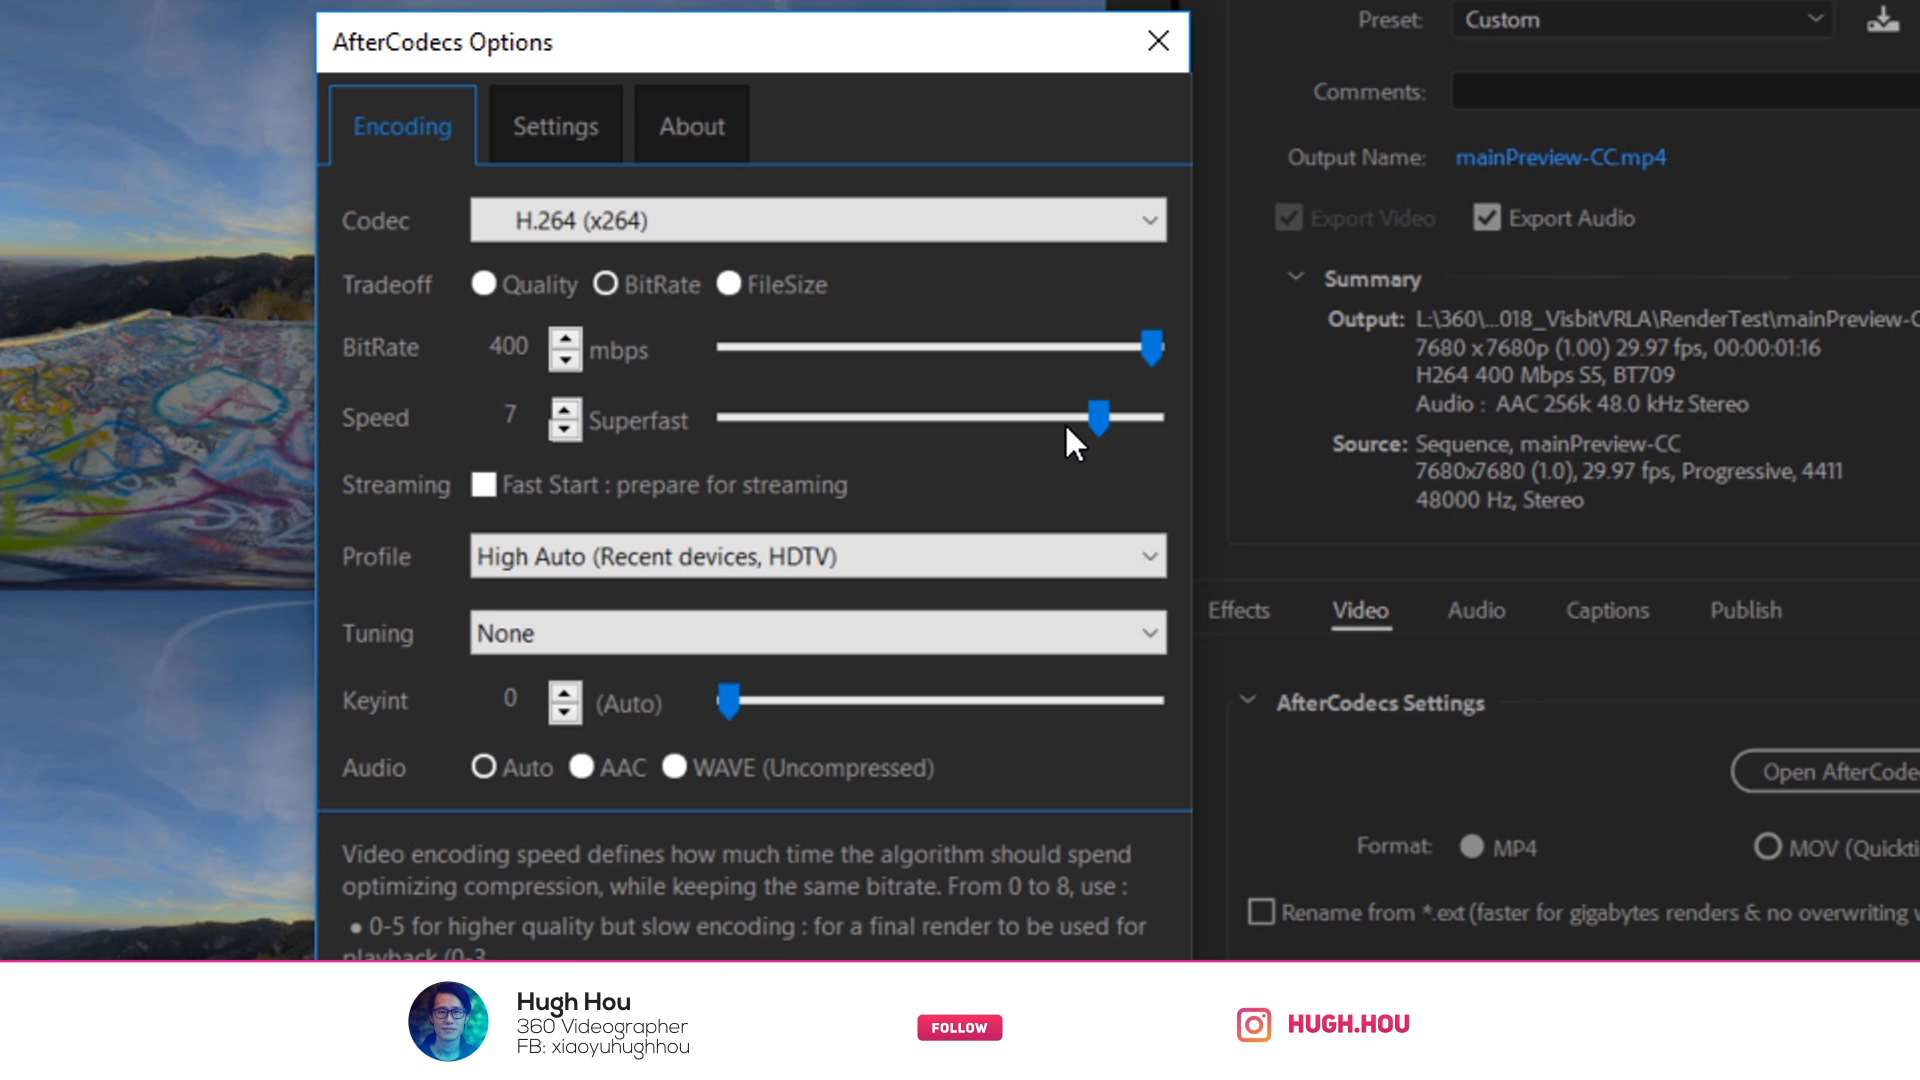 AfterCodecs Options
Encoding
Settings
About
Codec
H.264 (x264)
Tradeoff
Quality
BitRate
FileSize
BitRate
400
mbps
Speed
7
Superfast
Streaming
Fast Start : prepare for streaming
Profile
High Auto (Recent devices, HDTV)
Tuning
None
Keyint
0
(Auto)
Audio
Auto
AAC
WAVE (Uncompressed)
Video encoding speed defines how much time the algorithm should spend
optimizing compression, while keeping the same bitrate. From 0 to 8, use :
• 0-5 for higher quality but slow encoding : for a final render to be used for
playback (0-3
Preset:
Custom
Comments:
Output Name:
mainPreview-CC.mp4
Export Video
Export Audio
Summary
Output: L:\360\...018_VisbitVRLA\RenderTest\mainPreview-C
7680 x 7680p (1.00) 29.97 fps, 00:00:01:16
H264 400 Mbps SS, BT709
Audio : AAC 256k 48.0 kHz Stereo
Source: Sequence, mainPreview-CC
7680x7680 (1.0), 29.97 fps, Progressive, 4411
48000 Hz, Stereo
Effects
Video
Audio
Captions
Publish
AfterCodecs Settings
Open AfterCode
Format:
MP4
MOV (Quickti
Rename from *.ext (faster for gigabytes renders & no overwriting
Hugh Hou
360 Videographer
FB: xiaoyuhughhou
FOLLOW
HUGH.HOU